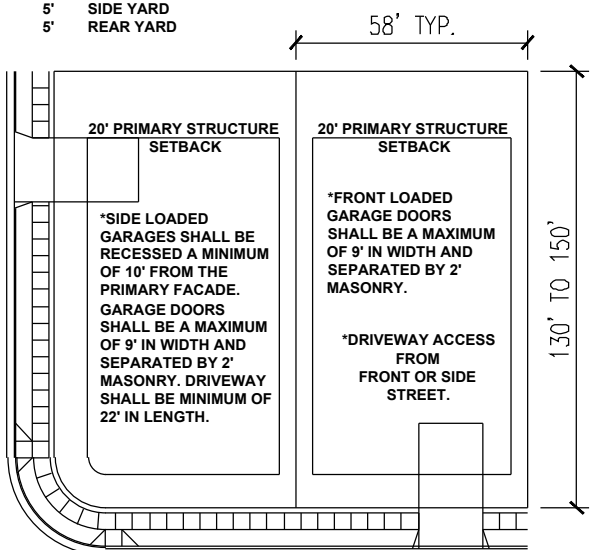 5' SIDE YARD
5' REAR YARD
58' TYP.
20' PRIMARY STRUCTURE
SETBACK
*SIDE LOADED
GARAGES SHALL BE
RECESSED A MINIMUM
OF 10' FROM THE
PRIMARY FACADE.
GARAGE DOORS
SHALL BE A MAXIMUM
OF 9' IN WIDTH AND
SEPARATED BY 2'
MASONRY. DRIVEWAY
SHALL BE MINIMUM OF
22' IN LENGTH.
20' PRIMARY STRUCTURE
SETBACK
*FRONT LOADED
GARAGE DOORS
SHALL BE A MAXIMUM
OF 9' IN WIDTH AND
SEPARATED BY 2'
MASONRY.
*DRIVEWAY ACCESS
FROM
FRONT OR SIDE
STREET.
130' TO 150'